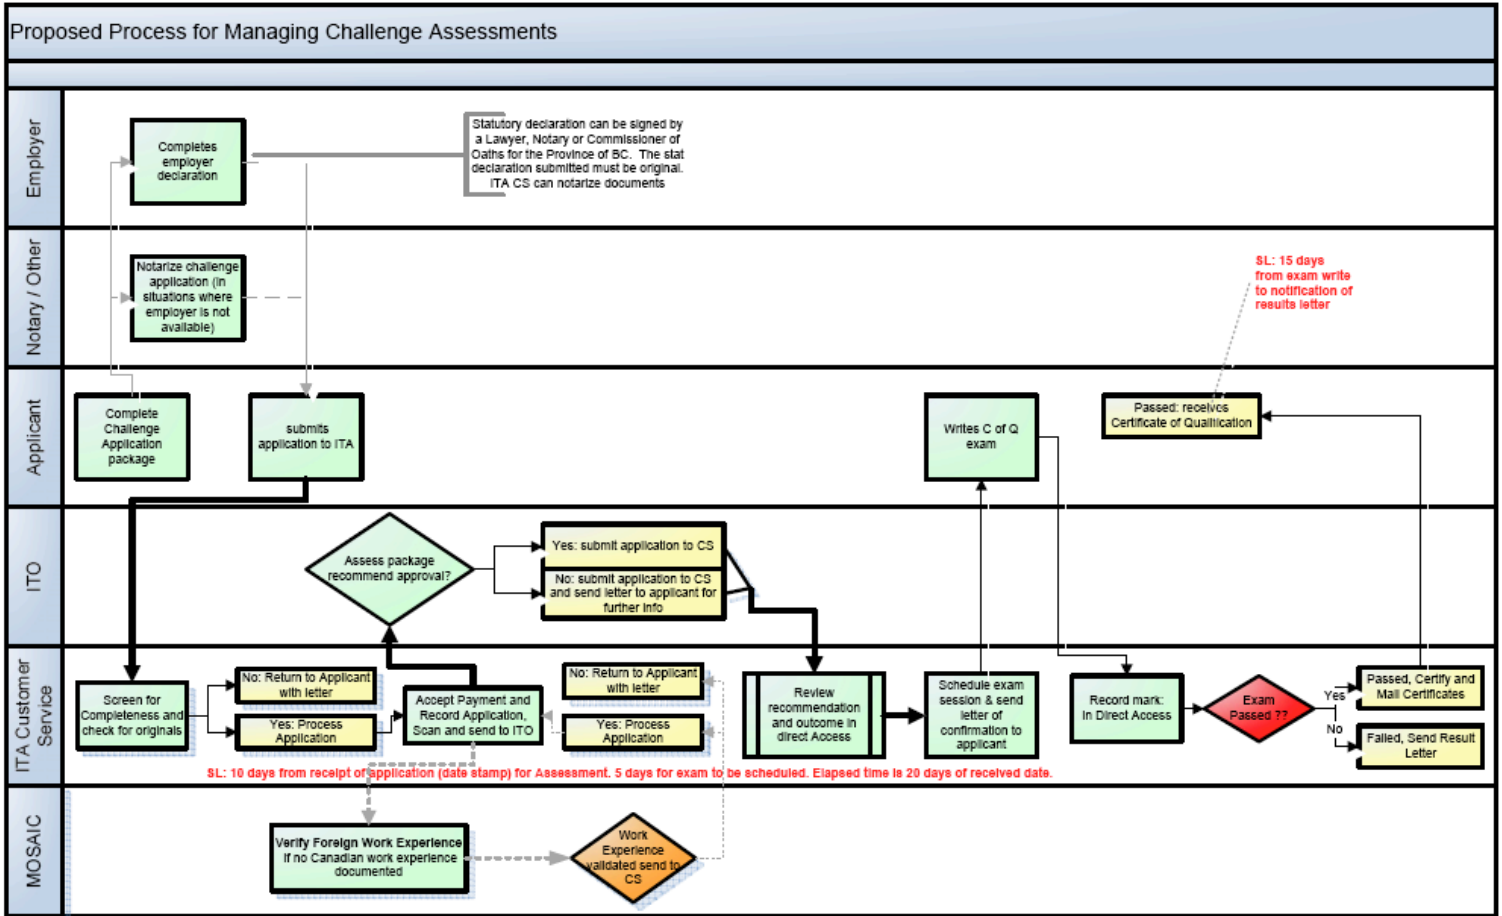 Proposed Process for Managing Challenge Assessments
Employer
Completes
employer
declaration
Statutory declaration can be signed by
a Lawyer, Notary or Commissioner of
Oaths for the Province of BC. The stat
declaration submitted must be original.
ITA CS can notarize documents
Notary / Other
Notarize challenge
application (in
situations where
employer is not
available)
SL: 15 days
from exam write
to notification of
results letter
Applicant
Complete
Challenge
Application
package
submits
application to ITA
Writes C of Q
exam
Passed: receives
Certificate of Qualification
ITO
Assess package
recommend approval?
Yes: submit application to CS
No: submit application to CS
and send letter to applicant for
further info
ITA Customer
Service
Screen for
Completeness and
check for originals
No: Return to Applicant
with letter
Yes: Process
Application
Accept Payment and
Record Application,
Scan and send to ITO
No: Return to Applicant
with letter
Yes: Process
Application
Review
recommendation
and outcome in
direct Access
Schedule exam
session & send
letter of
confirmation to
applicant
Record mark:
in Direct Access
Exam
Passed ??
Yes
No
Passed, Certify and
Mail Certificates
Failed, Send Result
Letter
SL: 10 days from receipt of application (date stamp) for Assessment. 5 days for exam to be scheduled. Elapsed time is 20 days of received date.
MOSAIC
Verify Foreign Work Experience
if no Canadian work experience
documented
Work
Experience
validated send to
CS